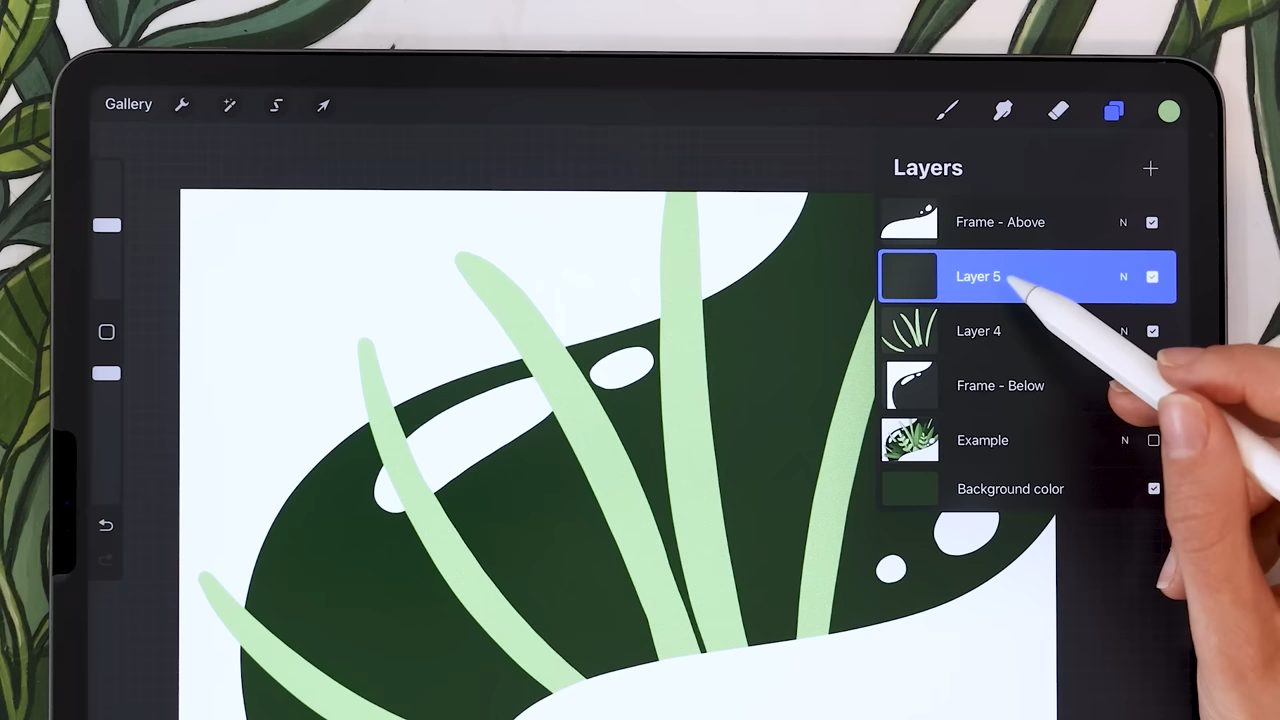 Gallery
Layers
Frame - Above N
Layer 5 N
Layer 4 N
Frame - Below
Example N
Background color